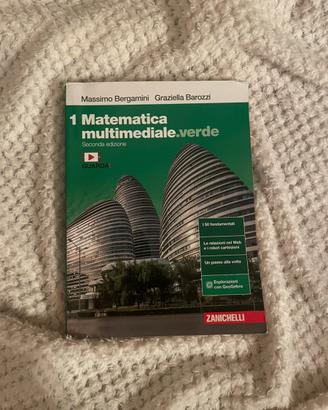 Massimo Bergamini Graziella Barozzi
1 Matematica
multimediale.verde
Seconda edizione
GUARDA!
I 50 fondamentali
Le relazioni nel Web
e i robot cartesiani
Un passo alla volta
Esplorazioni
con GeoGebra
ZANICHELLI